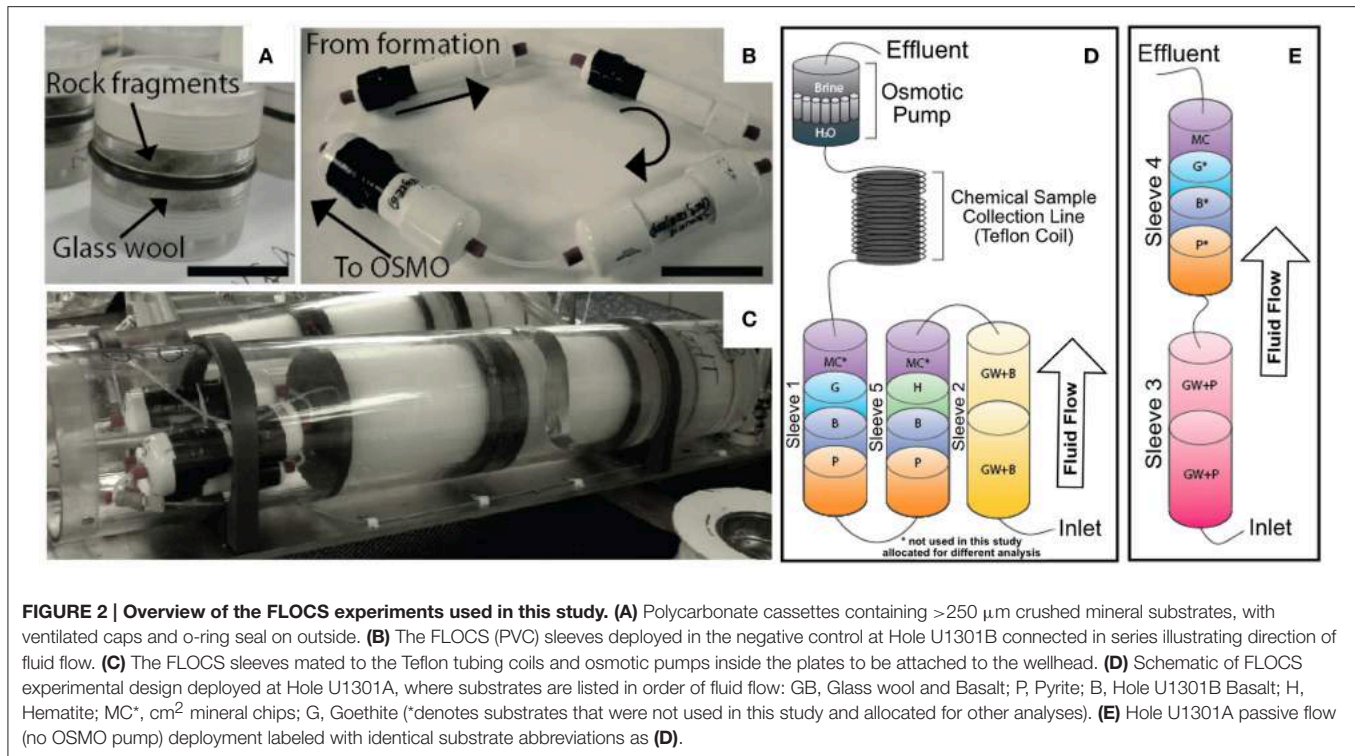 A
Rock fragments
Glass wool
B
From formation
To OSMO
C
D
Effluent
Brine
H₂O
Osmotic
Pump
Chemical Sample
Collection Line
(Teflon Coil)
Sleeve 1
MC*
G
B
P
Sleeve 5
MC*
H
B
P
Sleeve 2
GW+B
GW+B
Fluid Flow
Inlet
* not used in this study
allocated for different analysis
E
Effluent
Sleeve 4
MC
G*
B*
P*
Sleeve 3
GW+P
GW+P
Fluid Flow
Inlet
FIGURE 2 | Overview of the FLOCS experiments used in this study. (A) Polycarbonate cassettes containing >250 μm crushed mineral substrates, with
ventilated caps and o-ring seal on outside. (B) The FLOCS (PVC) sleeves deployed in the negative control at Hole U1301B connected in series illustrating direction of
fluid flow. (C) The FLOCS sleeves mated to the Teflon tubing coils and osmotic pumps inside the plates to be attached to the wellhead. (D) Schematic of FLOCS
experimental design deployed at Hole U1301A, where substrates are listed in order of fluid flow: GB, Glass wool and Basalt; P, Pyrite; B, Hole U1301B Basalt; H,
Hematite; MC*, cm² mineral chips; G, Goethite (*denotes substrates that were not used in this study and allocated for other analyses). (E) Hole U1301A passive flow
(no OSMO pump) deployment labeled with identical substrate abbreviations as (D).